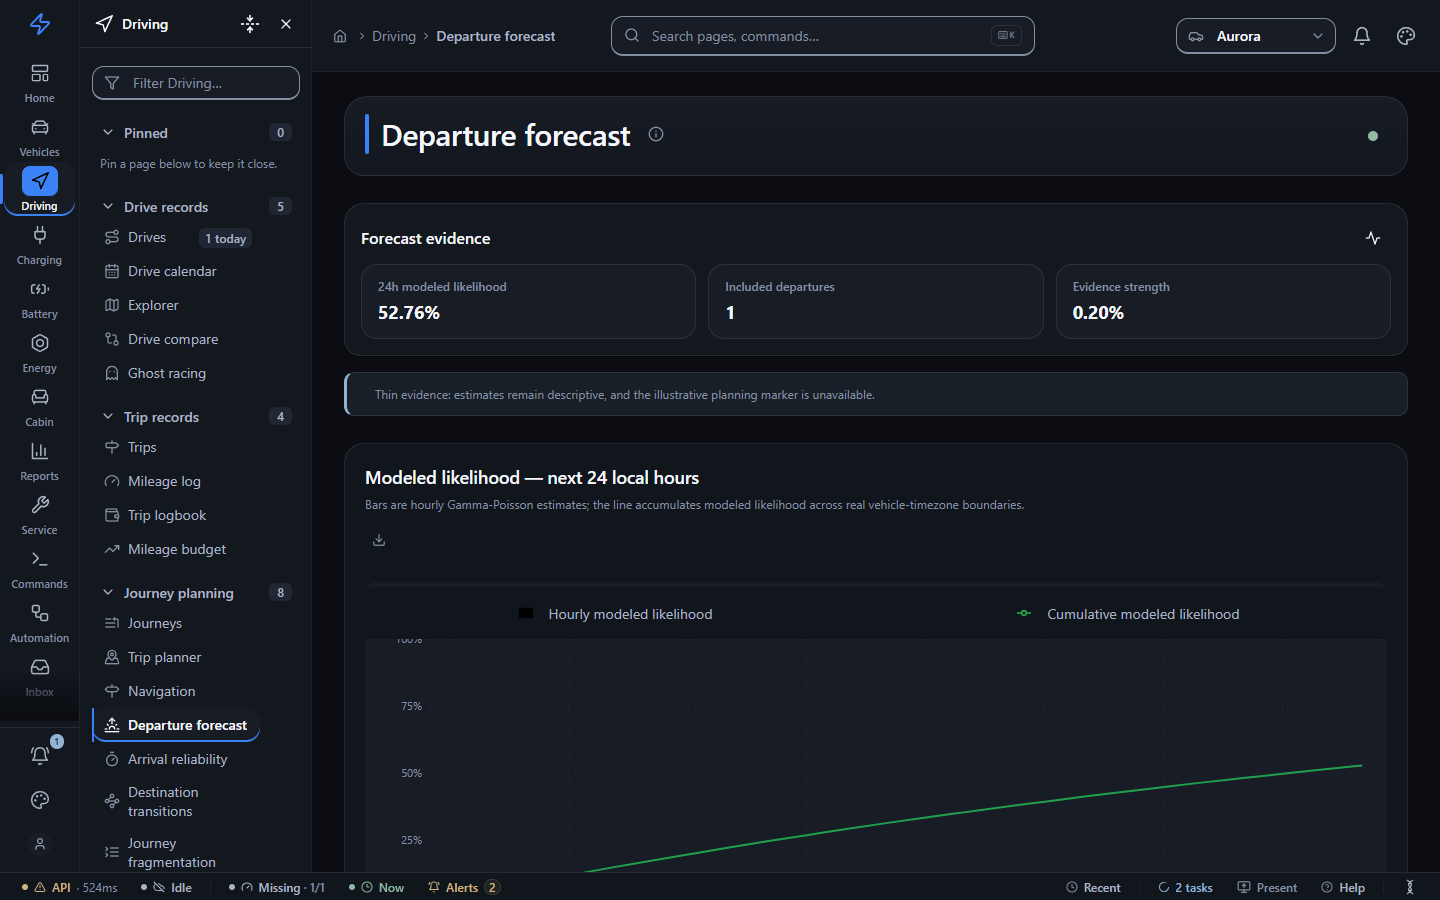 Home
Vehicles
Driving
Charging
Battery
Energy
Cabin
Reports
Service
Commands
Automation
Inbox
1
Driving
Filter Driving...
Pinned 0
Pin a page below to keep it close.
Drive records 5
Drives 1 today
Drive calendar
Explorer
Drive compare
Ghost racing
Trip records 4
Trips
Mileage log
Trip logbook
Mileage budget
Journey planning 8
Journeys
Trip planner
Navigation
Departure forecast
Arrival reliability
Destination
transitions
Journey
fragmentation
Driving › Departure forecast
Search pages, commands...
K
Aurora
Departure forecast
Forecast evidence
24h modeled likelihood
52.76%
Included departures
1
Evidence strength
0.20%
Thin evidence: estimates remain descriptive, and the illustrative planning marker is unavailable.
Modeled likelihood — next 24 local hours
Bars are hourly Gamma-Poisson estimates; the line accumulates modeled likelihood across real vehicle-timezone boundaries.
Hourly modeled likelihood
Cumulative modeled likelihood
100%
75%
50%
25%
API · 524ms
Idle
Missing · 1/1
Now
Alerts 2
Recent
2 tasks
Present
Help